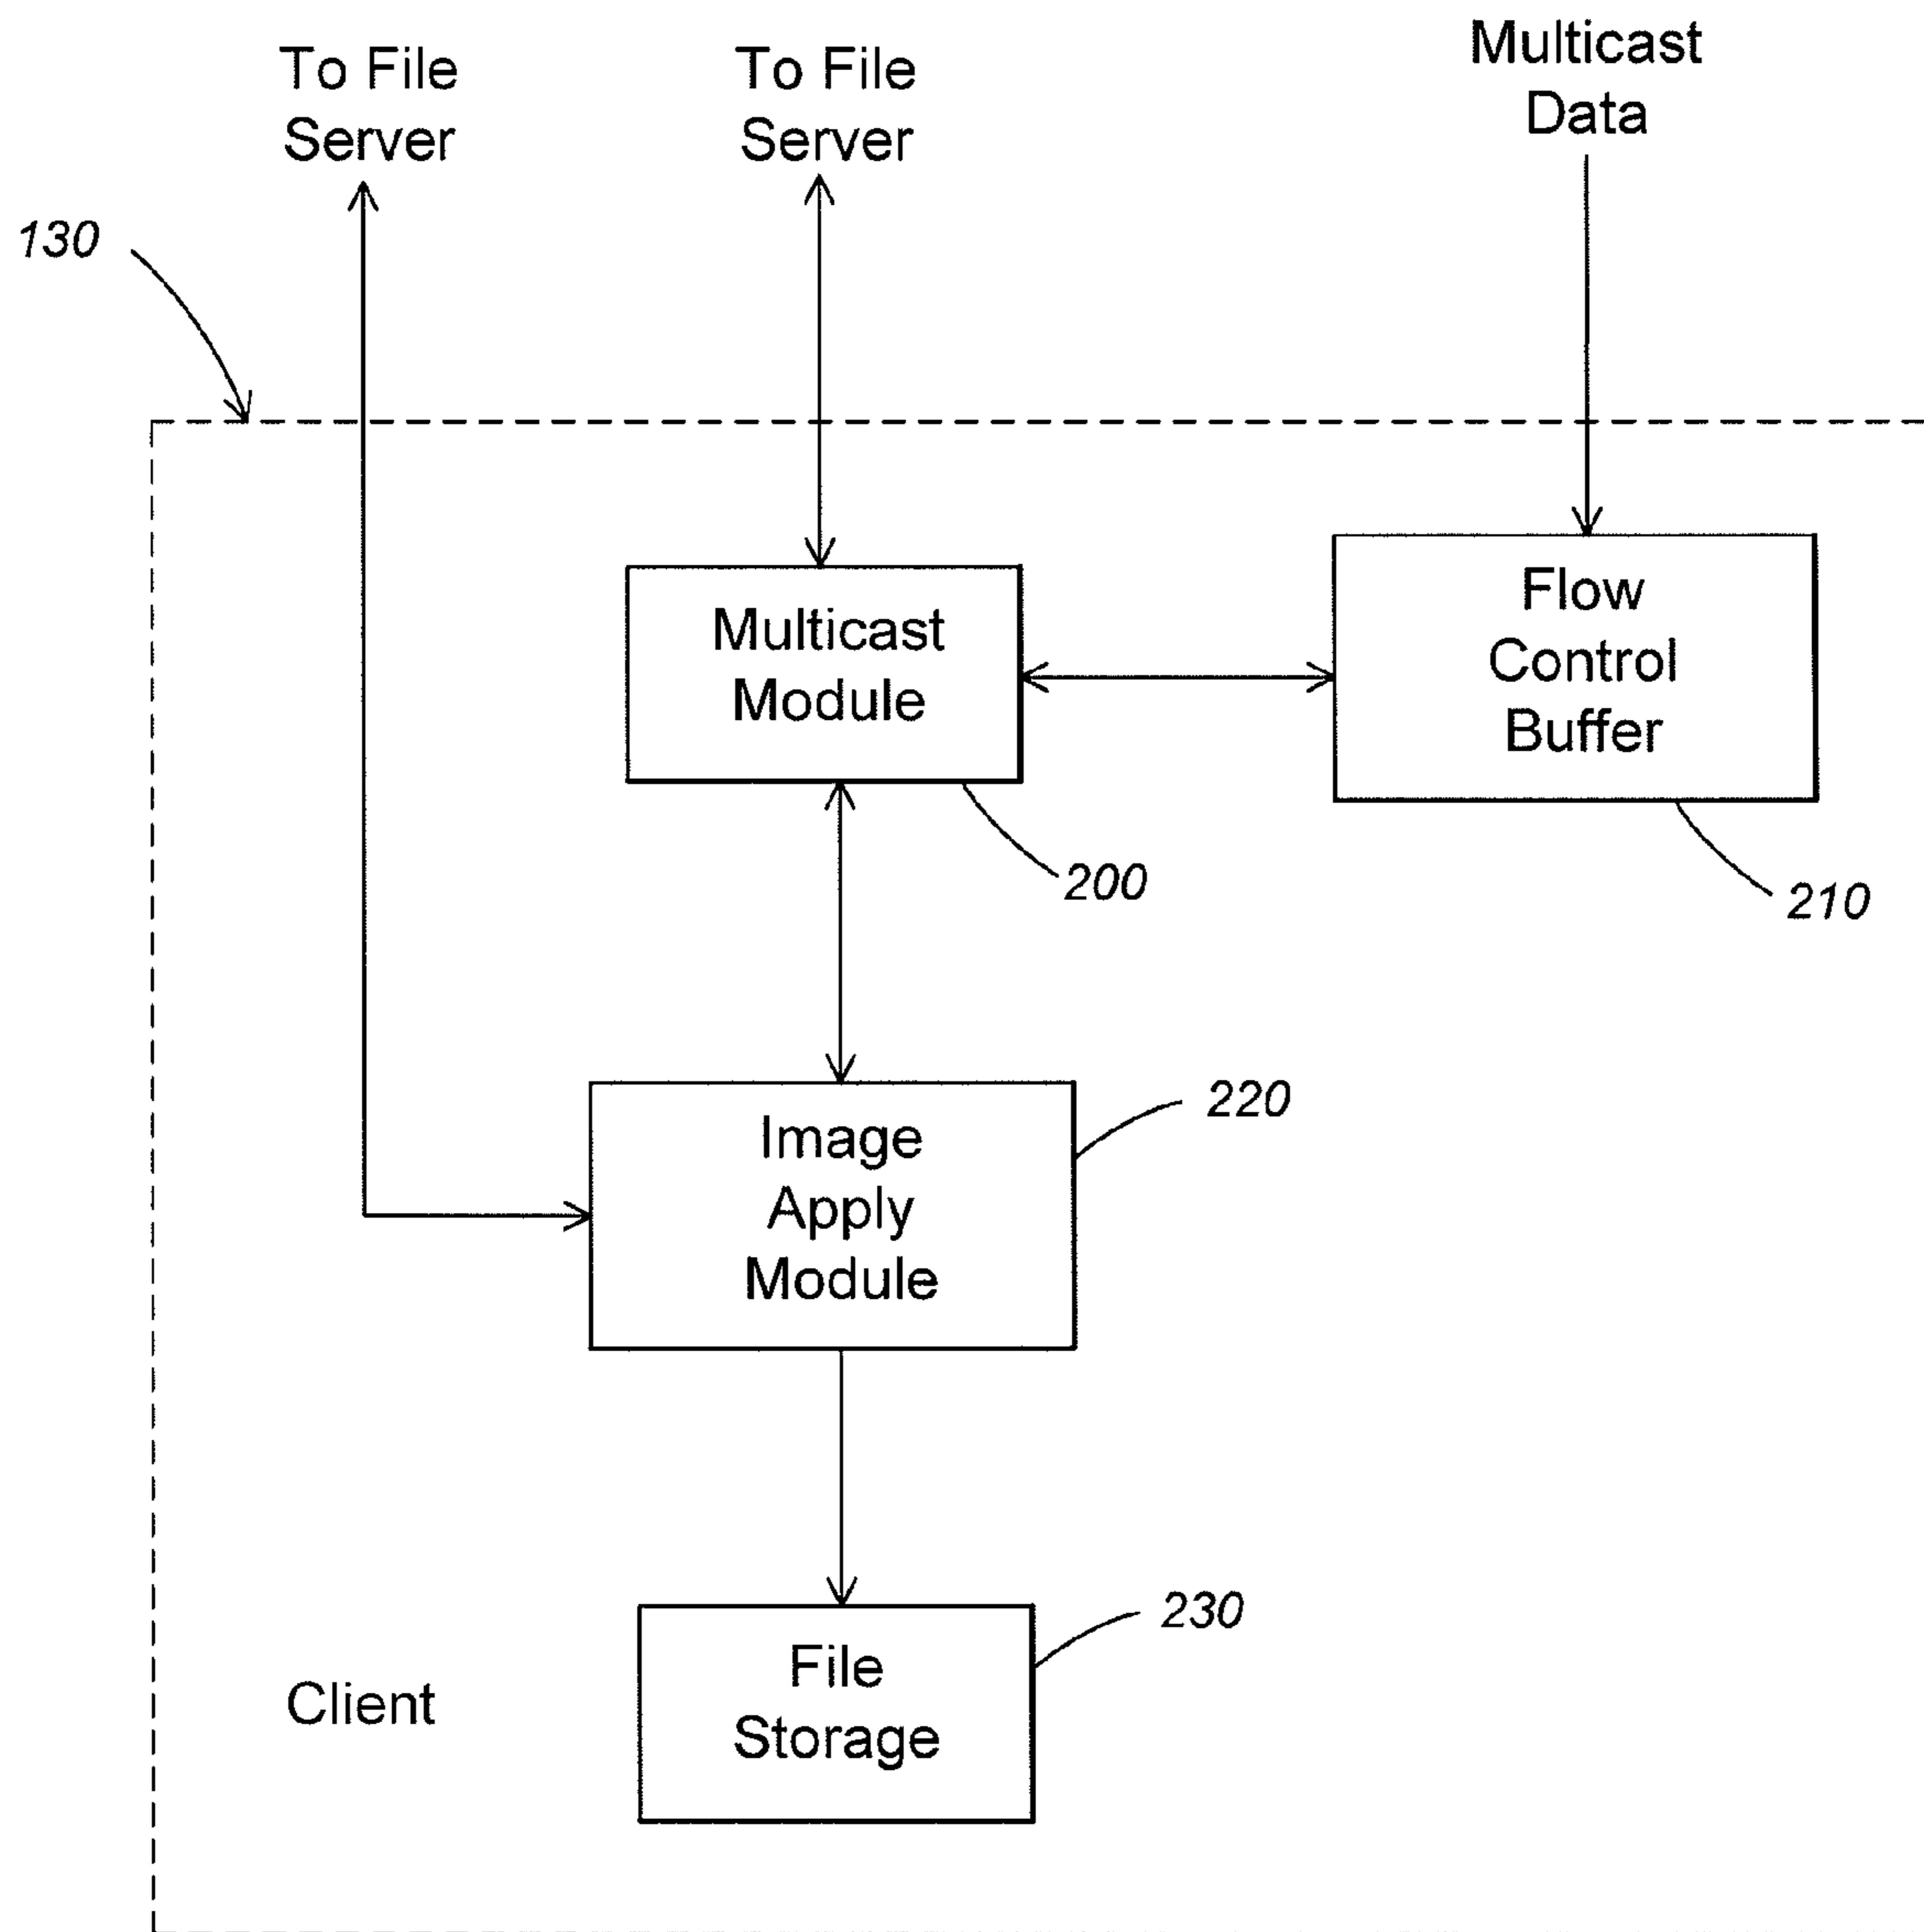 To File
Server
To File
Server
Multicast
Data
130
Multicast
Module
Flow
Control
Buffer
200
210
Image
Apply
Module
220
File
Storage
230
Client